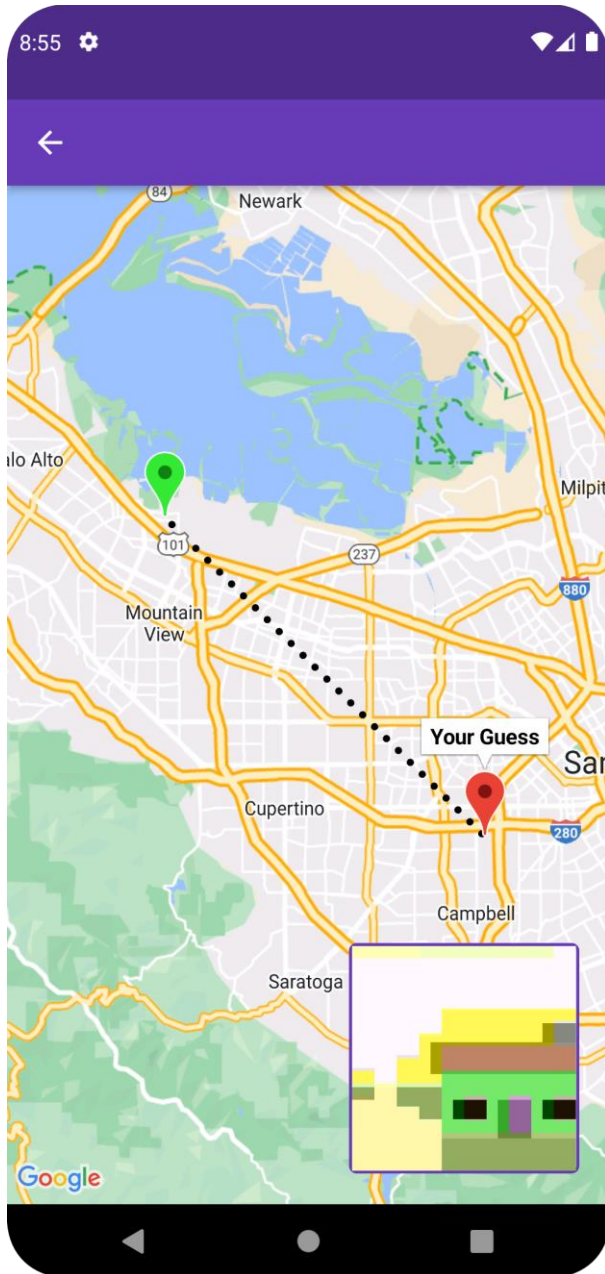 8:55
84
Newark
alo Alto
Milpit
101
237
880
Mountain
View
Your Guess
San
Cupertino
280
Campbell
Saratoga
Google